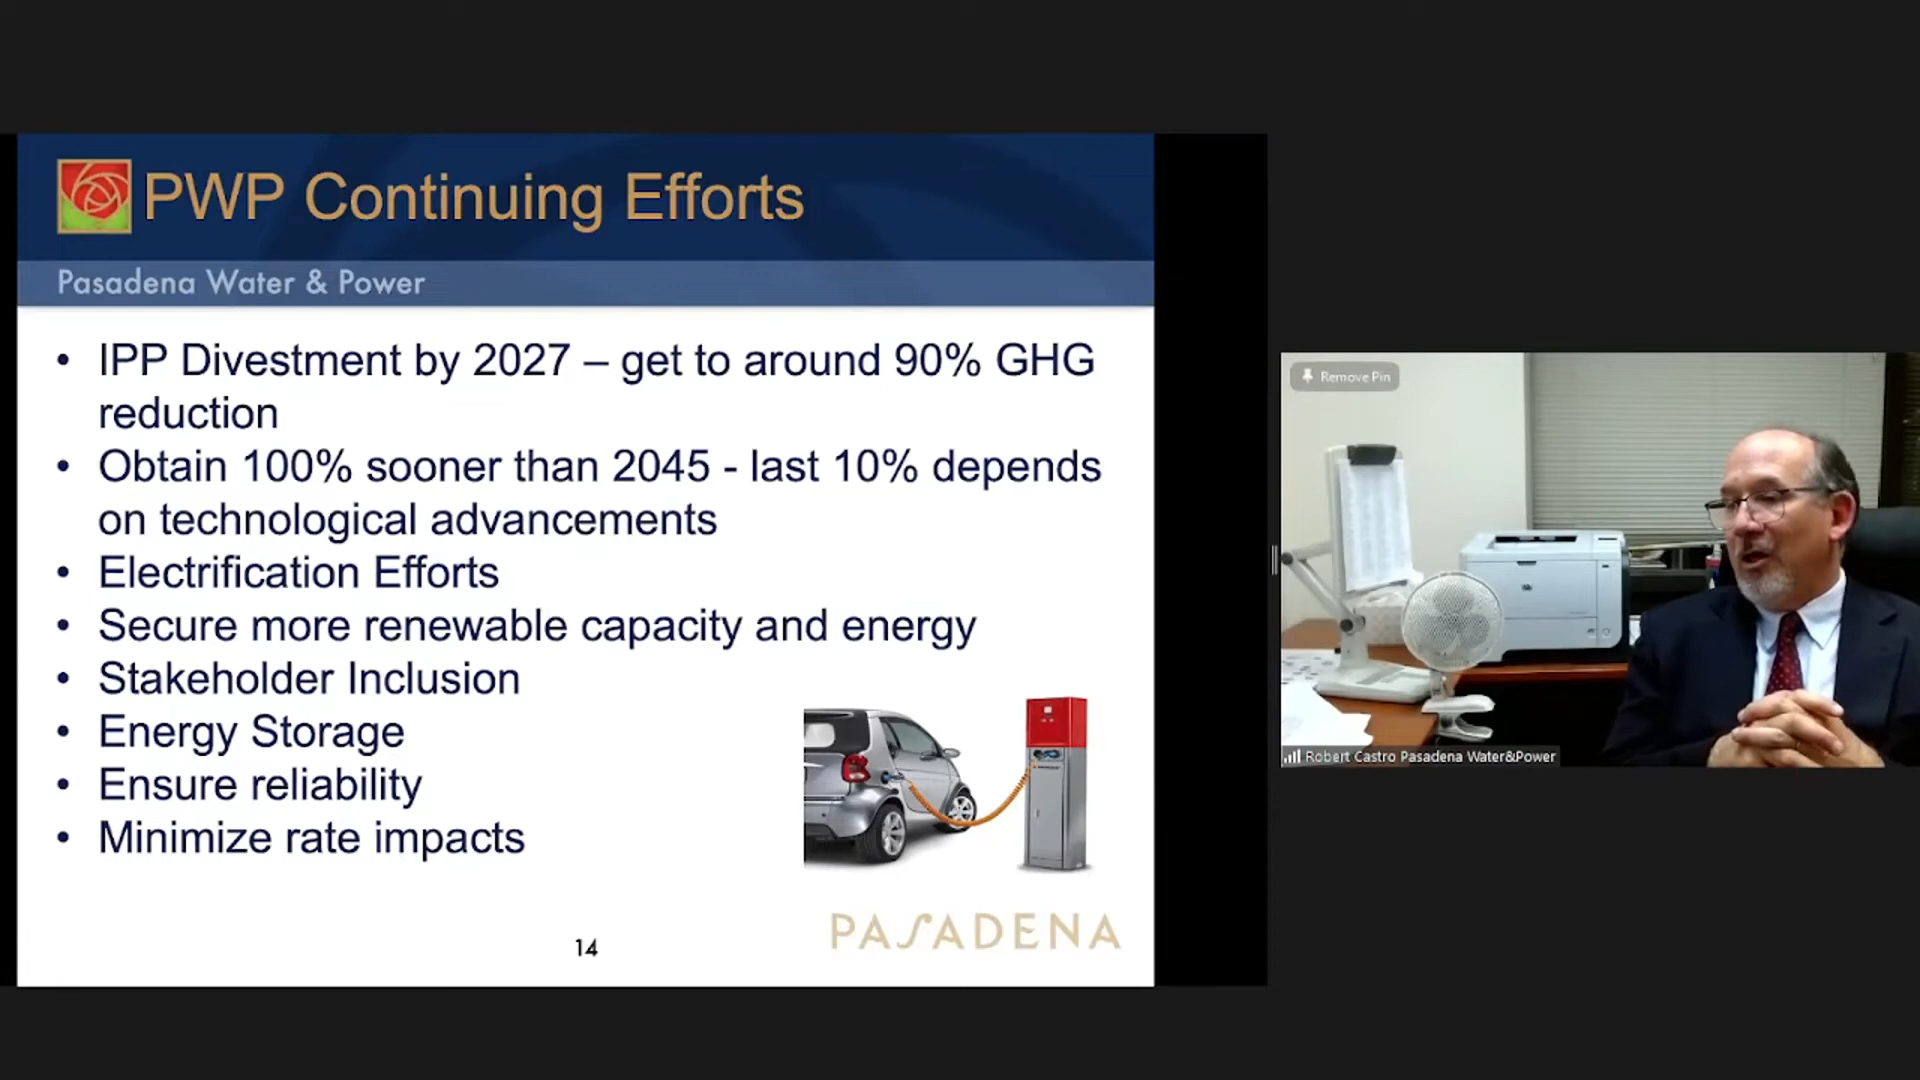 PWP Continuing Efforts
Pasadena Water & Power
• IPP Divestment by 2027 – get to around 90% GHG
reduction
• Obtain 100% sooner than 2045 - last 10% depends
on technological advancements
• Electrification Efforts
• Secure more renewable capacity and energy
• Stakeholder Inclusion
• Energy Storage
• Ensure reliability
• Minimize rate impacts
14
PASADENA
Remove Pin
hp
Robert Castro Pasadena Water&Power